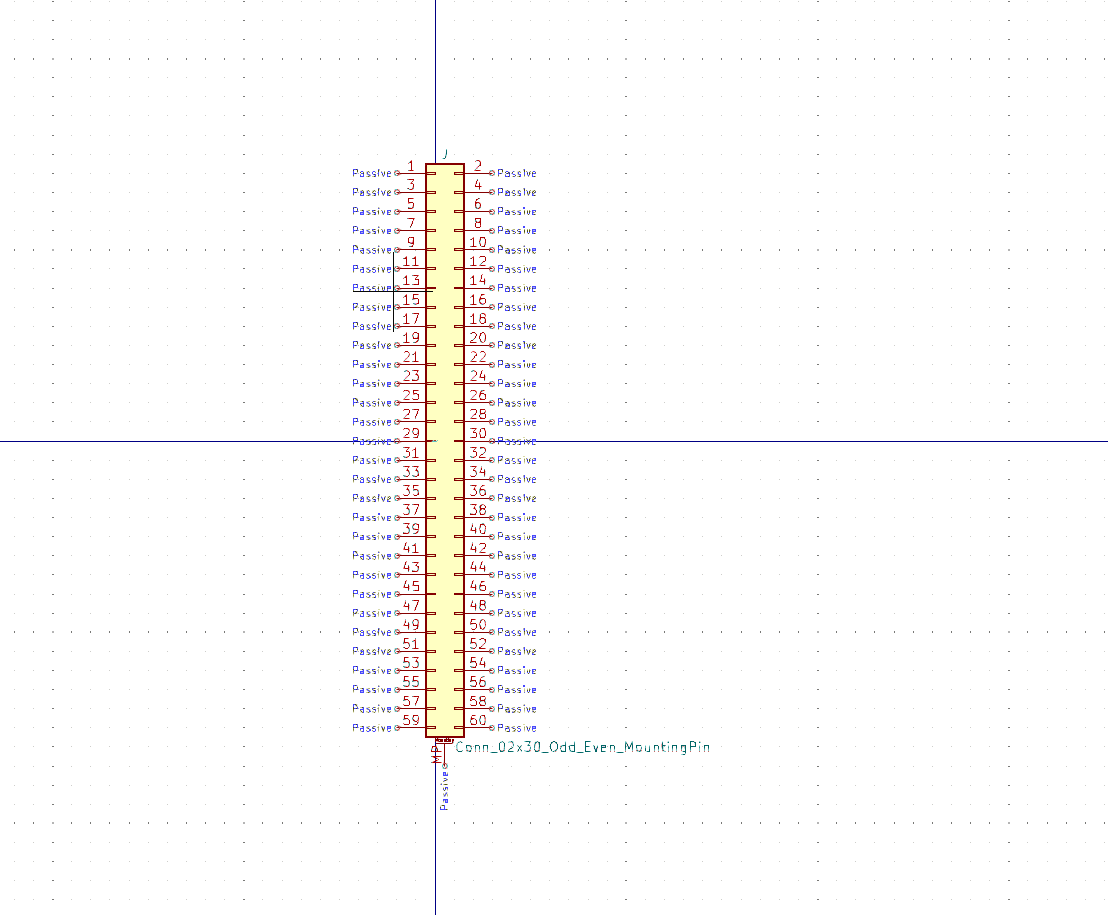 J
Passive 1 2 Passive
Passive 3 4 Passive
Passive 5 6 Passive
Passive 7 8 Passive
Passive 9 10 Passive
Passive 11 12 Passive
Passive 13 14 Passive
Passive 15 16 Passive
Passive 17 18 Passive
Passive 19 20 Passive
Passive 21 22 Passive
Passive 23 24 Passive
Passive 25 26 Passive
Passive 27 28 Passive
Passive 29 30 Passive
Passive 31 32 Passive
Passive 33 34 Passive
Passive 35 36 Passive
Passive 37 38 Passive
Passive 39 40 Passive
Passive 41 42 Passive
Passive 43 44 Passive
Passive 45 46 Passive
Passive 47 48 Passive
Passive 49 50 Passive
Passive 51 52 Passive
Passive 53 54 Passive
Passive 55 56 Passive
Passive 57 58 Passive
Passive 59 60 Passive
Conn_02x30_Odd_Even_MountingPin
MP
Passive